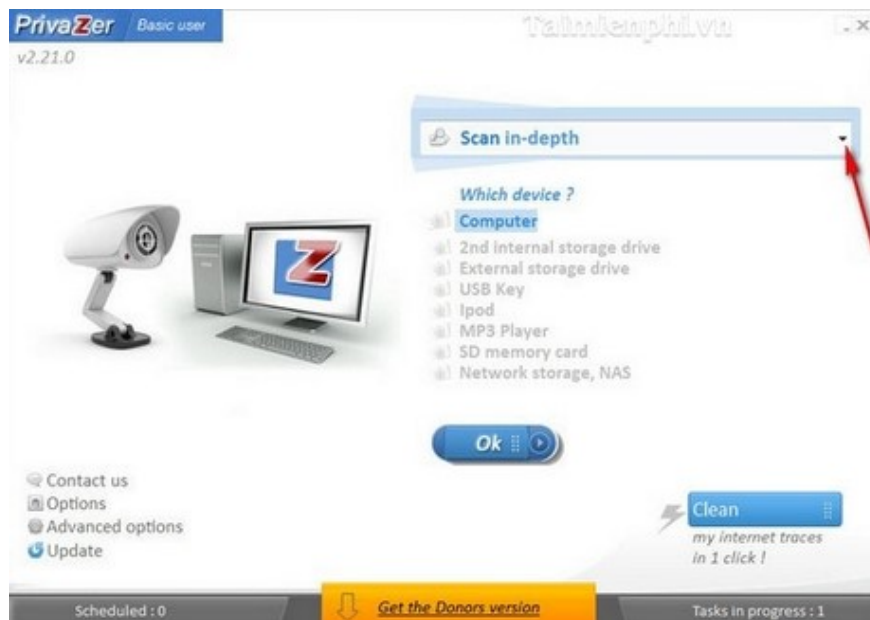 PrivaZer Basic user
Taimienphi.vn
v2.21.0
Scan in-depth
Which device ?
Computer
2nd internal storage drive
External storage drive
USB Key
Ipod
MP3 Player
SD memory card
Network storage, NAS
Ok
Contact us
Options
Advanced options
Update
Clean
my internet traces
in 1 click !
Scheduled : 0
Get the Donors version
Tasks in progress : 1
Z